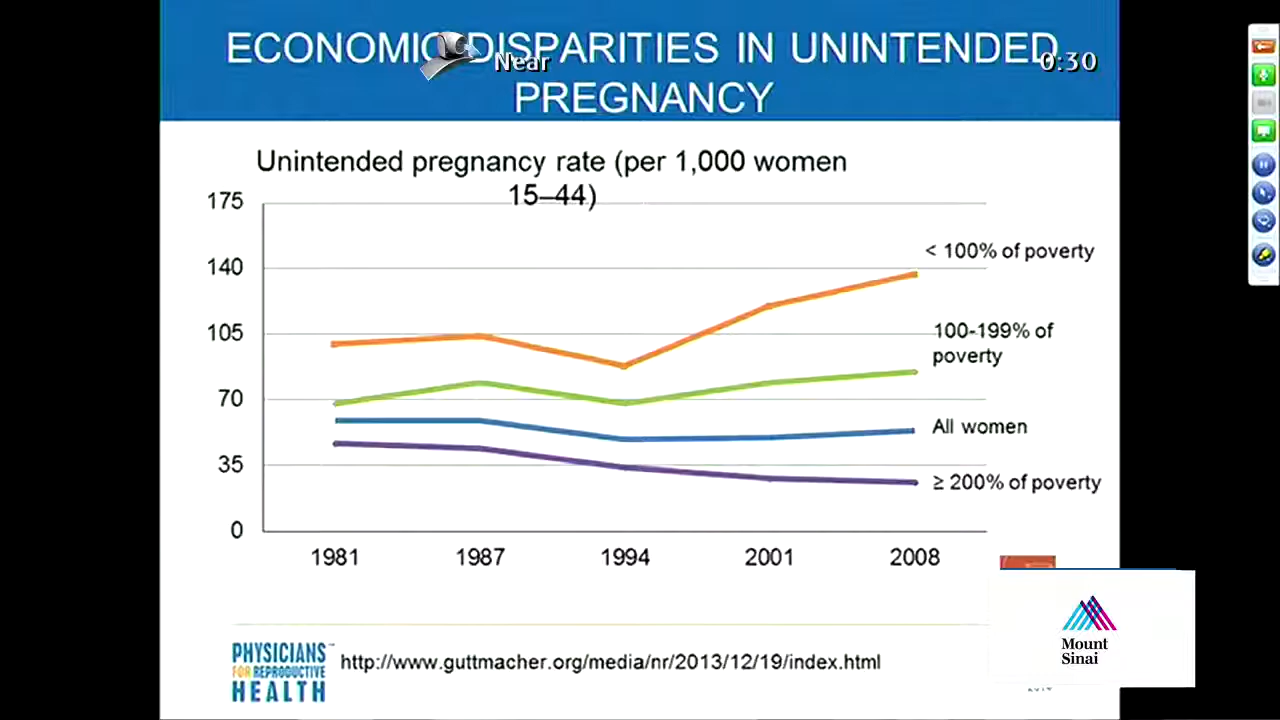 ECONOMIC DISPARITIES IN UNINTENDED
Near
0:30
PREGNANCY
Unintended pregnancy rate (per 1,000 women
15–44)
175
140
105
70
35
0
< 100% of poverty
100-199% of
poverty
All women
≥ 200% of poverty
1981
1987
1994
2001
2008
Mount
Sinai
PHYSICIANS
FOR REPRODUCTIVE
HEALTH
http://www.guttmacher.org/media/nr/2013/12/19/index.html